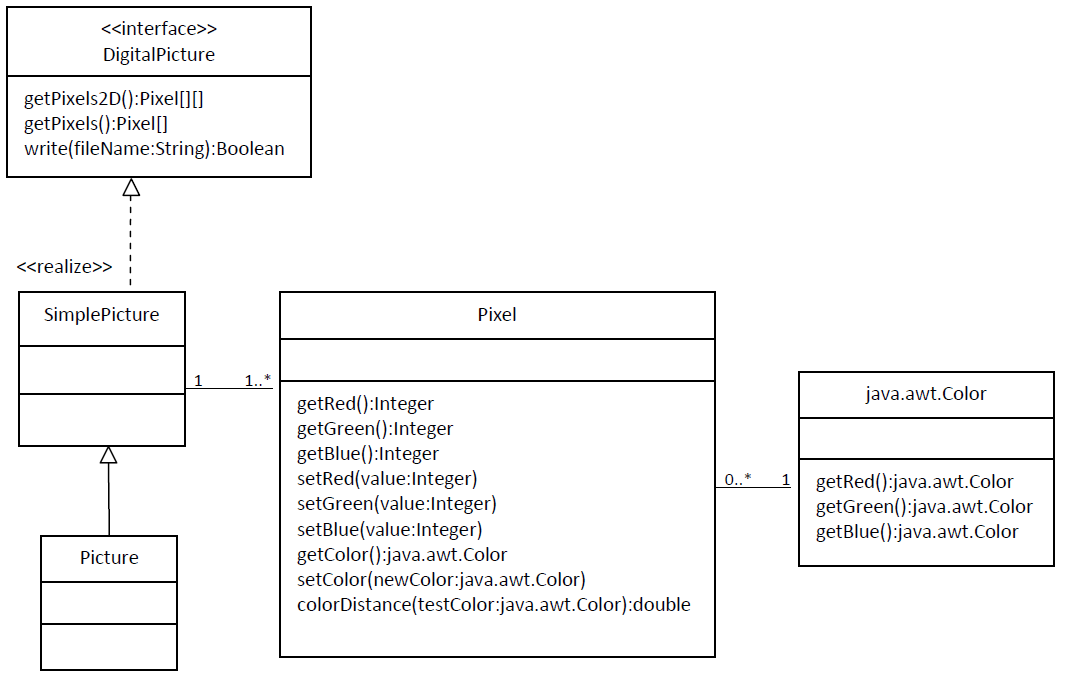 <<interface>>
DigitalPicture
getPixels2D():Pixel[][]
getPixels():Pixel[]
write(fileName:String):Boolean
<<realize>>
SimplePicture
1
1..*
Pixel
getRed():Integer
getGreen():Integer
getBlue():Integer
setRed(value:Integer)
setGreen(value:Integer)
setBlue(value:Integer)
getColor():java.awt.Color
setColor(newColor:java.awt.Color)
colorDistance(testColor:java.awt.Color):double
0..*
1
java.awt.Color
getRed():java.awt.Color
getGreen():java.awt.Color
getBlue():java.awt.Color
Picture